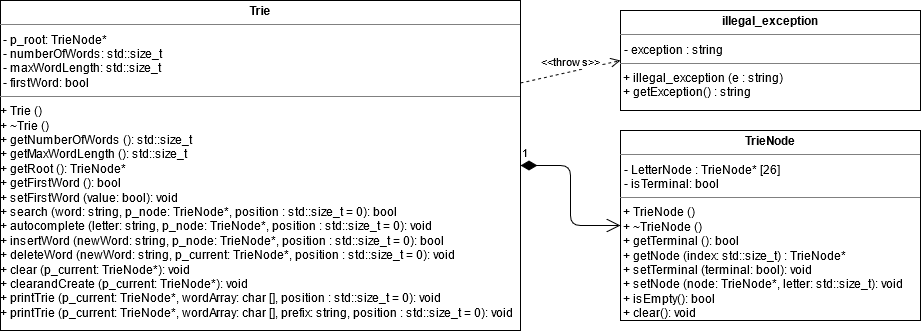 Trie
- p_root: TrieNode*
- numberOfWords: std::size_t
- maxWordLength: std::size_t
- firstWord: bool
+ Trie ()
+ ~Trie ()
+ getNumberOfWords (): std::size_t
+ getMaxWordLength (): std::size_t
+ getRoot (): TrieNode*
+ getFirstWord (): bool
+ setFirstWord (value: bool): void
+ search (word: string, p_node: TrieNode*, position : std::size_t = 0): bool
+ autocomplete (letter: string, p_node: TrieNode*, position : std::size_t = 0): void
+ insertWord (newWord: string, p_node: TrieNode*, position : std::size_t = 0): bool
+ deleteWord (newWord: string, p_current: TrieNode*, position : std::size_t = 0): void
+ clear (p_current: TrieNode*): void
+ clearandCreate (p_current: TrieNode*): void
+ printTrie (p_current: TrieNode*, wordArray: char [], position : std::size_t = 0): void
+ printTrie (p_current: TrieNode*, wordArray: char [], prefix: string, position : std::size_t = 0): void
<<throws>>
1
illegal_exception
- exception : string
+ illegal_exception (e : string)
+ getException() : string
TrieNode
- LetterNode : TrieNode* [26]
- isTerminal: bool
+ TrieNode ()
+ ~TrieNode ()
+ getTerminal (): bool
+ getNode (index: std::size_t) : TrieNode*
+ setTerminal (terminal: bool): void
+ setNode (node: TrieNode*, letter: std::size_t): void
+ isEmpty(): bool
+ clear(): void